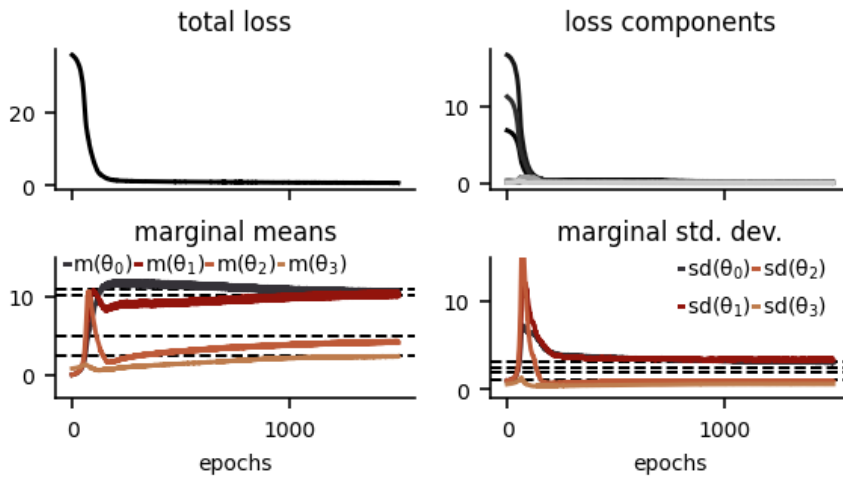 total loss
loss components
20
0
10
0
marginal means
marginal std. dev.
m(θ₀) m(θ₁) m(θ₂) m(θ₃)
10
0
sd(θ₀) sd(θ₂)
sd(θ₁) sd(θ₃)
10
0
0 1000
epochs
0 1000
epochs